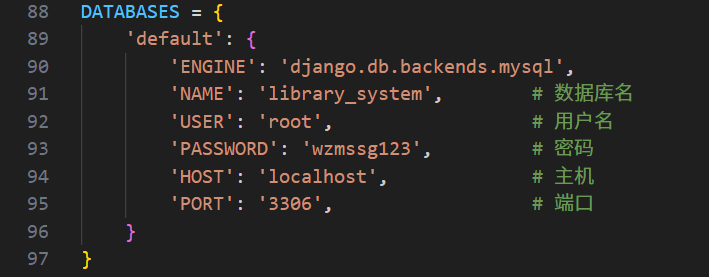 88 DATABASES = {
89     'default': {
90         'ENGINE': 'django.db.backends.mysql',
91         'NAME': 'library_system',        # 数据库名
92         'USER': 'root',                  # 用户名
93         'PASSWORD': 'wzmssg123',         # 密码
94         'HOST': 'localhost',             # 主机
95         'PORT': '3306',                  # 端口
96     }
97 }